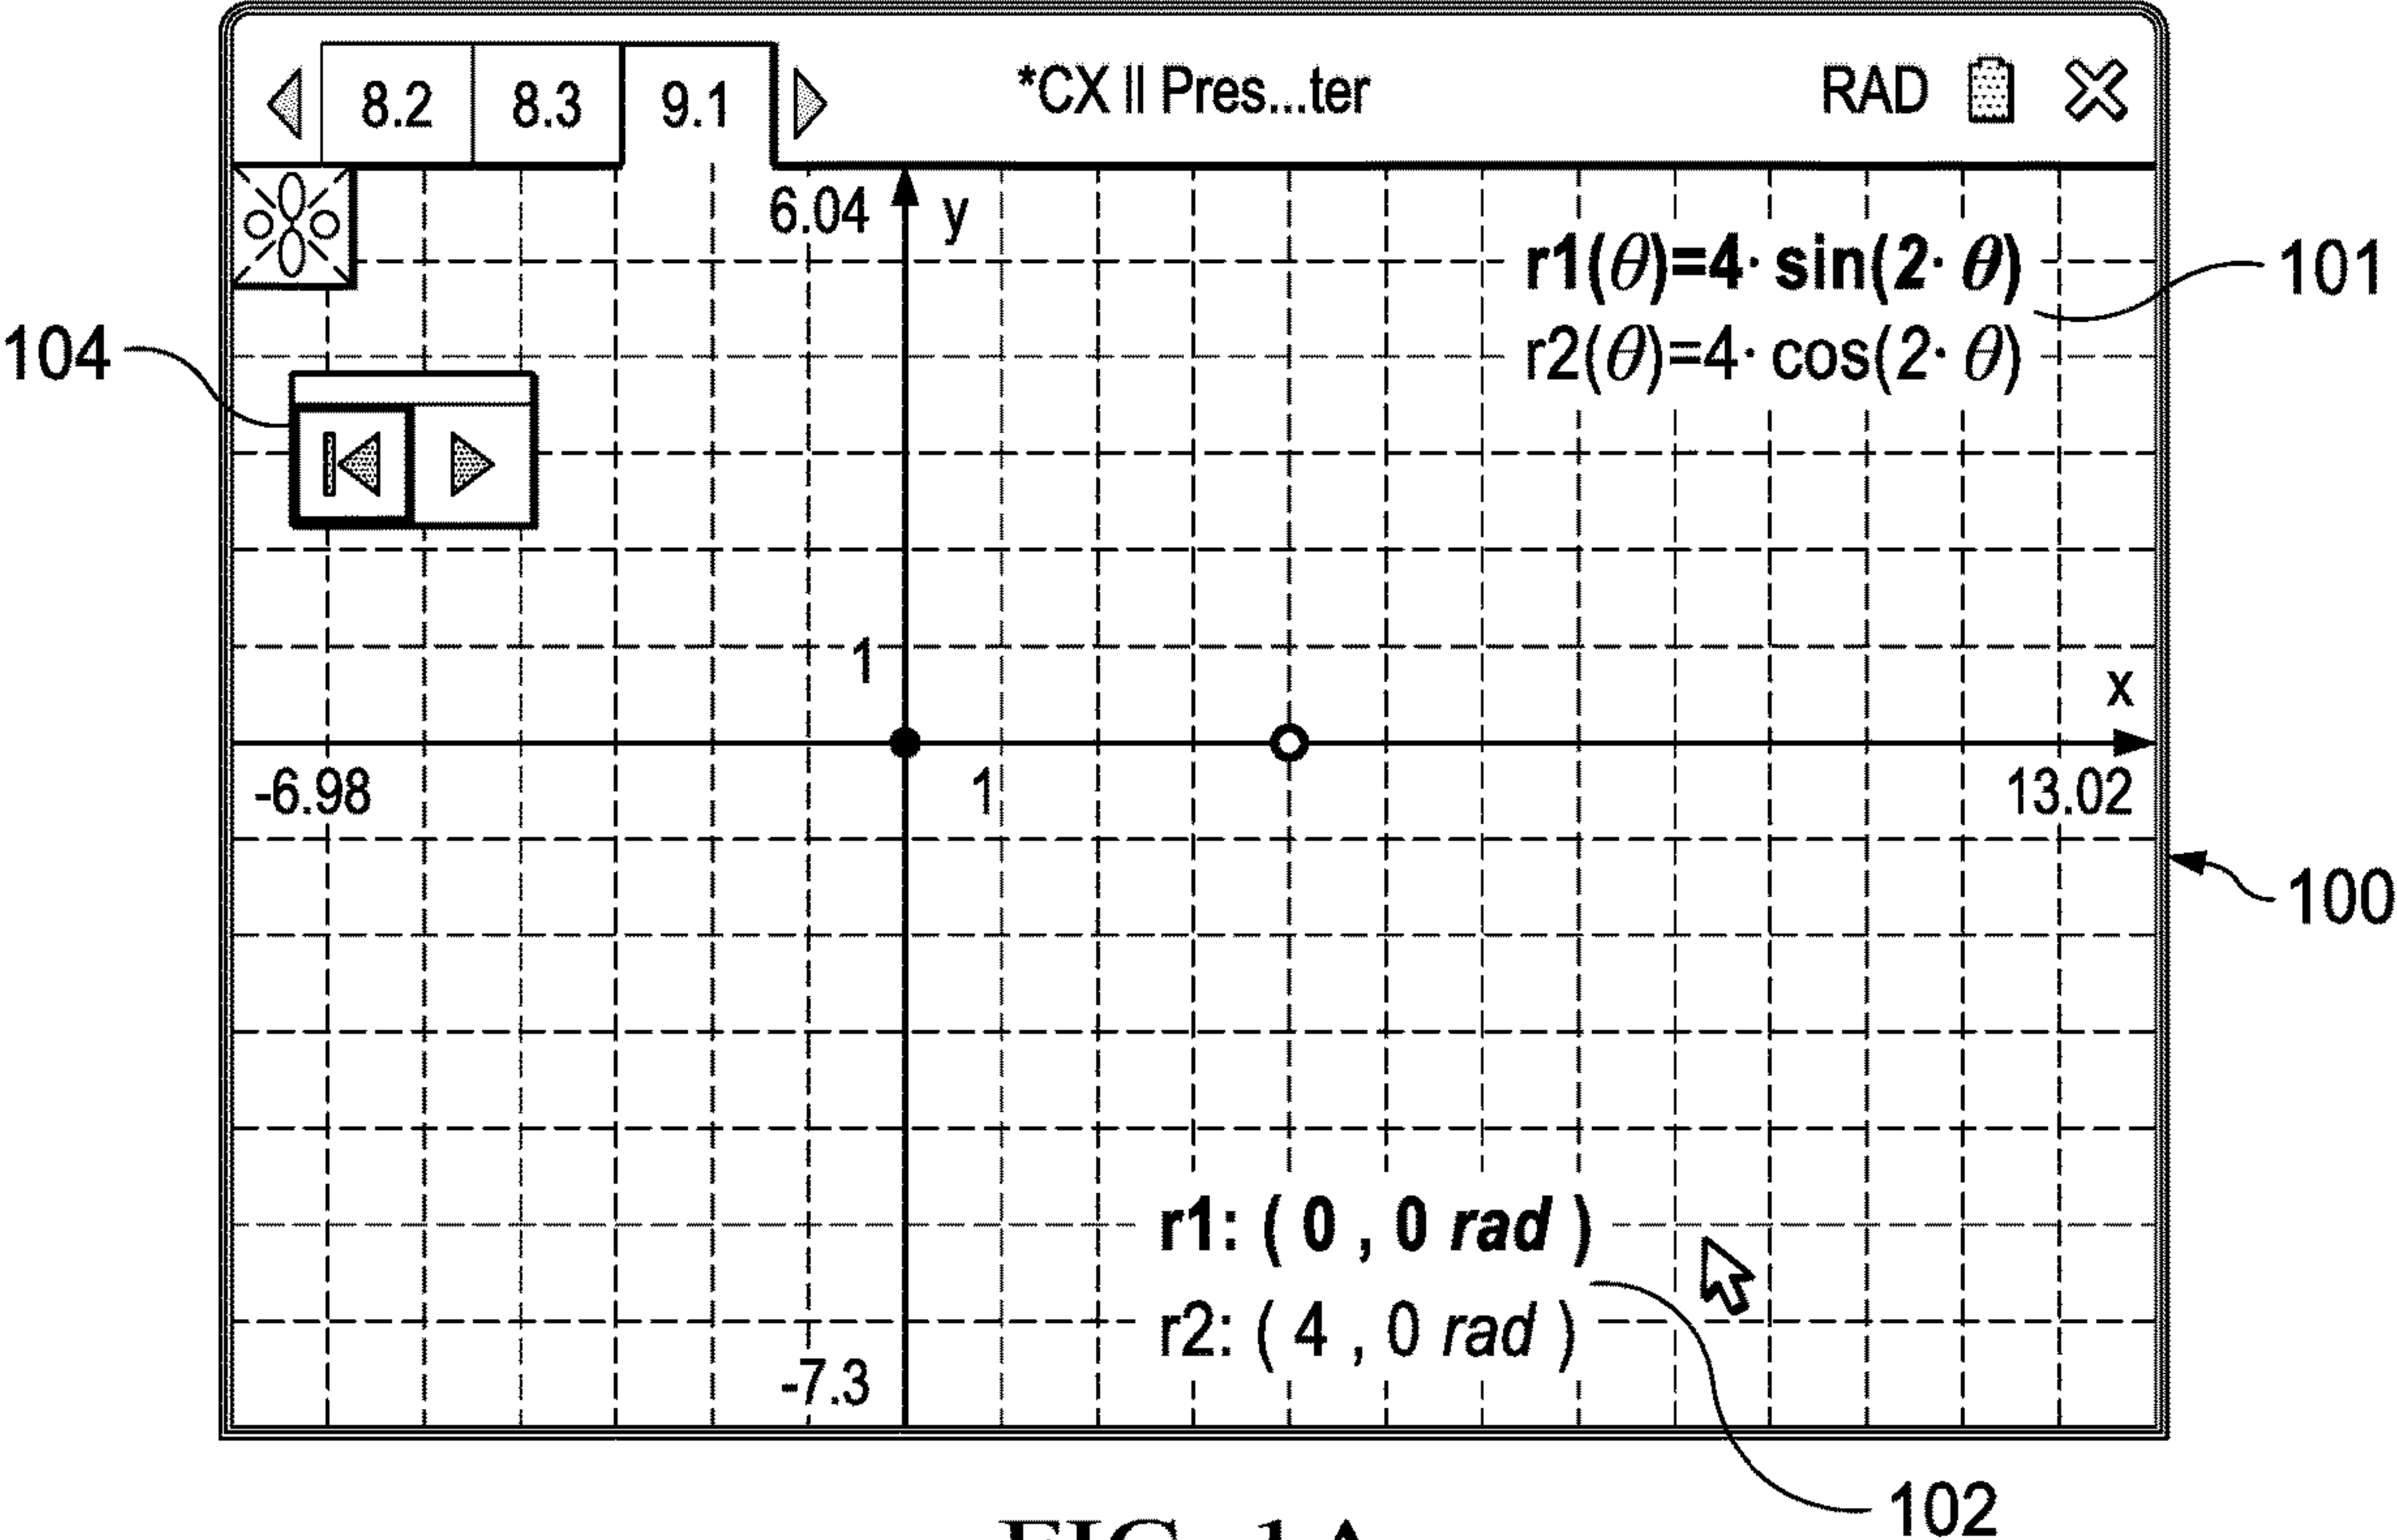 8.2 8.3 9.1 *CX II Pres...ter RAD
6.04 y
r1(θ)=4· sin(2· θ)
101
r2(θ)=4· cos(2· θ)
104
1
x
-6.98 1 13.02
100
r1: ( 0 , 0 rad )
r2: ( 4 , 0 rad )
-7.3
102
FIG. 1A